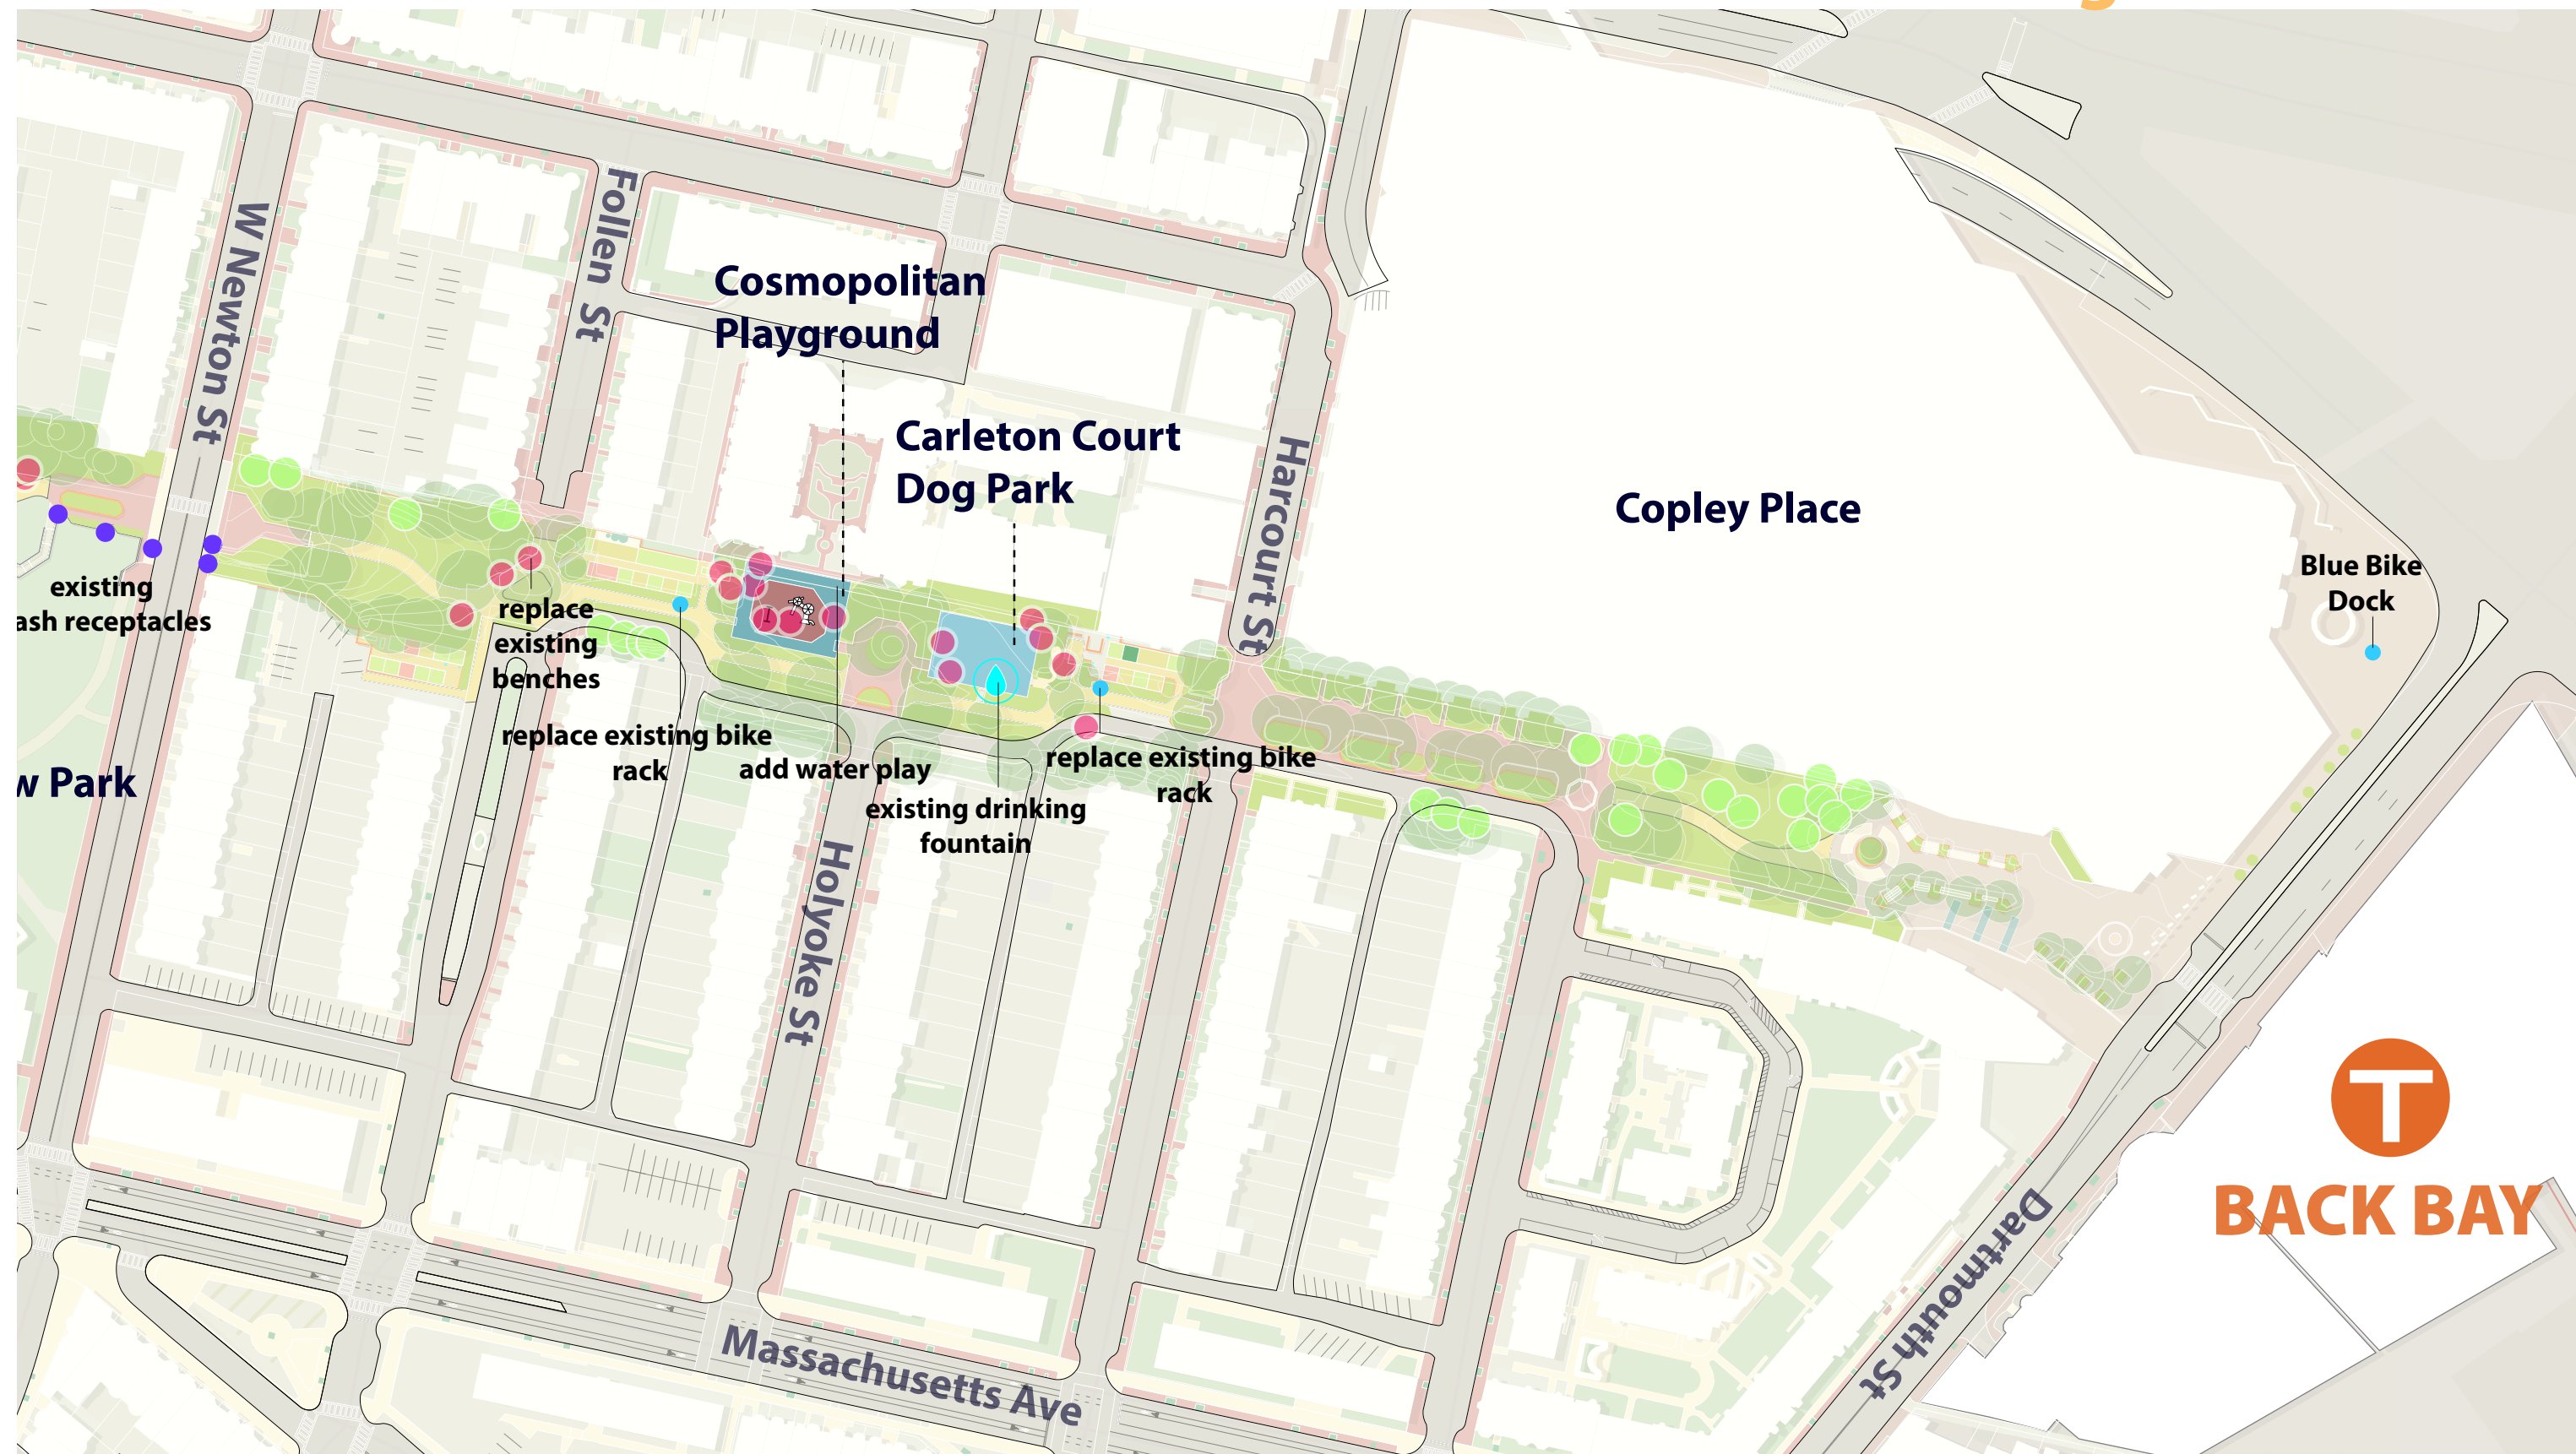 W Newton St
Follen St
Cosmopolitan
Playground
Carleton Court
Dog Park
Harcourt St
Copley Place
Blue Bike
Dock
existing
ash receptacles
replace
existing
benches
replace existing bike
rack
add water play
existing drinking
fountain
replace existing bike
rack
w Park
Holyoke St
Massachusetts Ave
Dartmouth St
T
BACK BAY